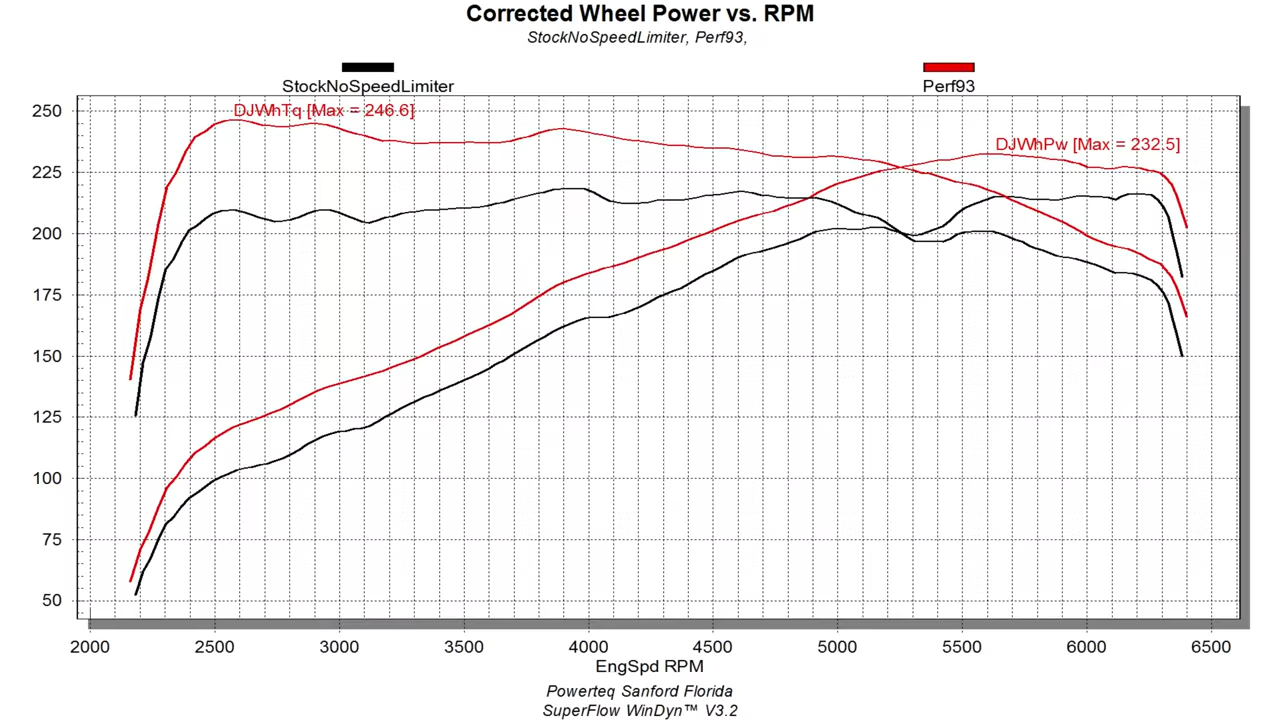 Corrected Wheel Power vs. RPM
StockNoSpeedLimiter, Perf93,
StockNoSpeedLimiter
Perf93
DJWhTq [Max = 246.6]
DJWhPw [Max = 232.5]
250
225
200
175
150
125
100
75
50
2000 2500 3000 3500 4000 4500 5000 5500 6000 6500
EngSpd RPM
Powerteq Sanford Florida
SuperFlow WinDyn™ V3.2